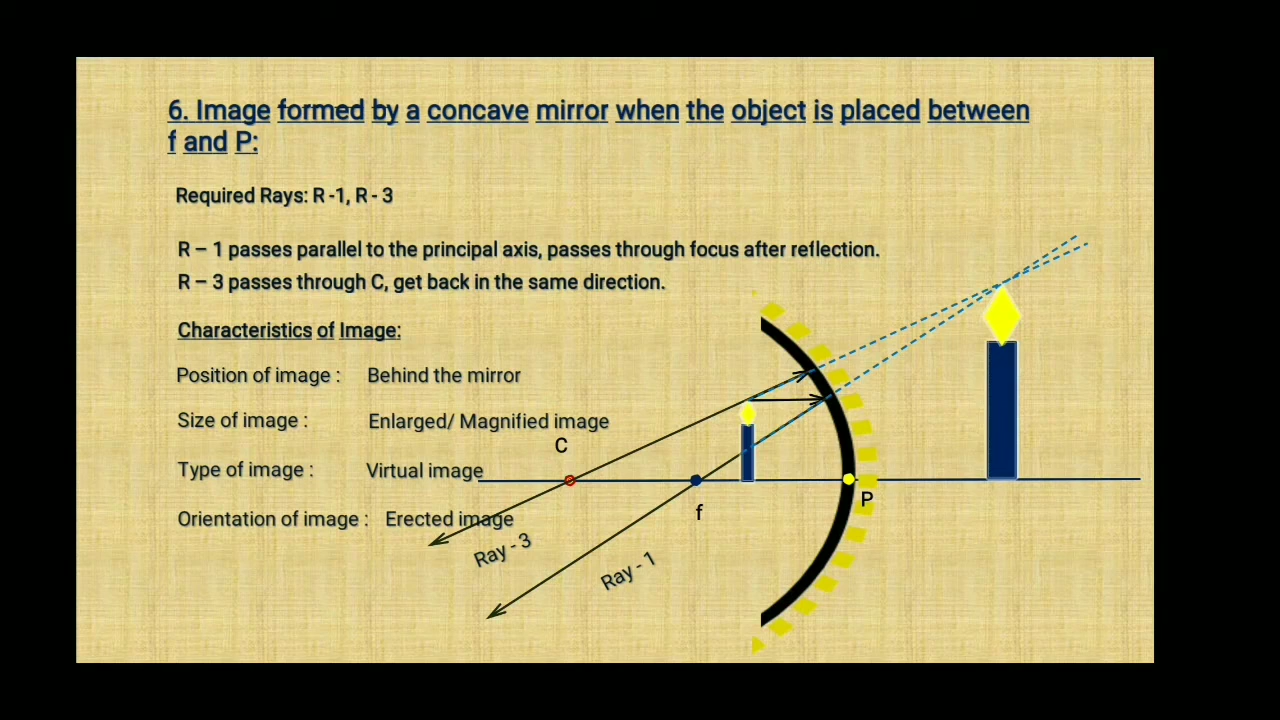 6. Image formed by a concave mirror when the object is placed between
f and P:
Required Rays: R -1, R - 3
R – 1 passes parallel to the principal axis, passes through focus after reflection.
R – 3 passes through C, get back in the same direction.
Characteristics of Image:
Position of image : Behind the mirror
Size of image : Enlarged/ Magnified image
C
Type of image : Virtual image
P
f
Orientation of image : Erected image
Ray - 3
Ray - 1